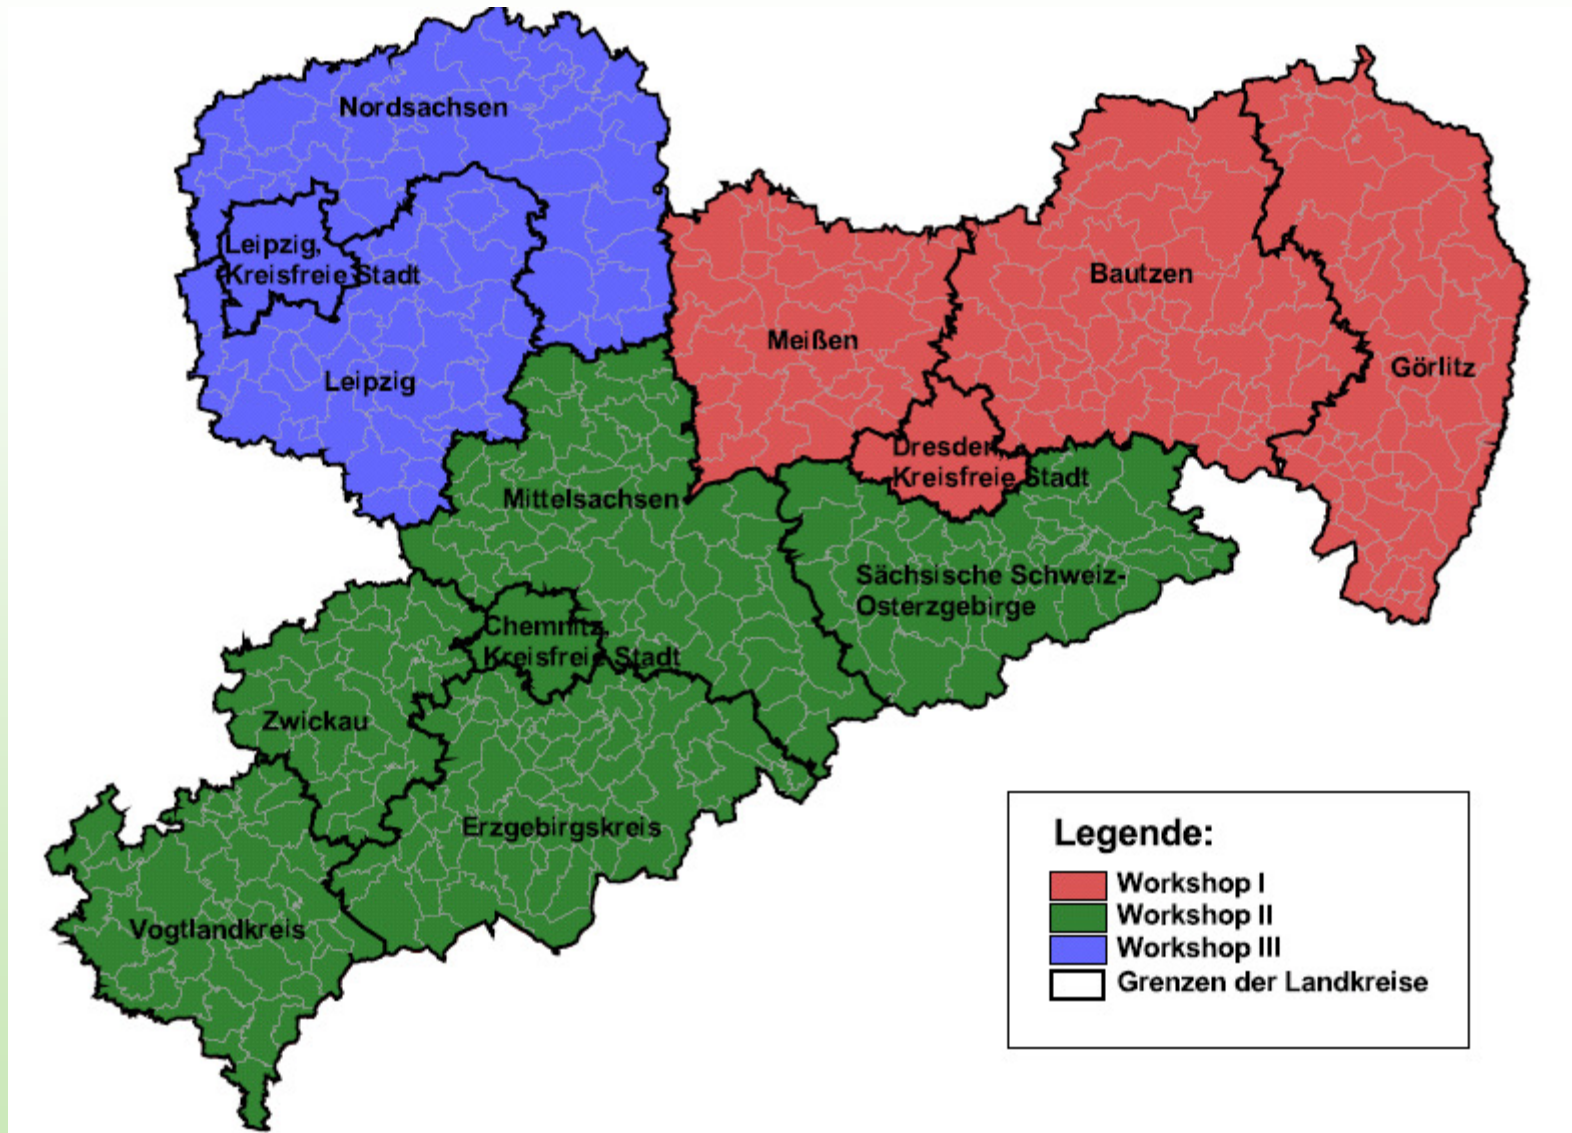 Nordsachsen
Leipzig,
Kreisfreie Stadt
Bautzen
Meißen
Görlitz
Leipzig
Dresden,
Kreisfreie Stadt
Mittelsachsen
Sächsische Schweiz-
Osterzgebirge
Chemnitz,
Kreisfreie Stadt
Zwickau
Erzgebirgskreis
Vogtlandkreis
Legende:
Workshop I
Workshop II
Workshop III
Grenzen der Landkreise